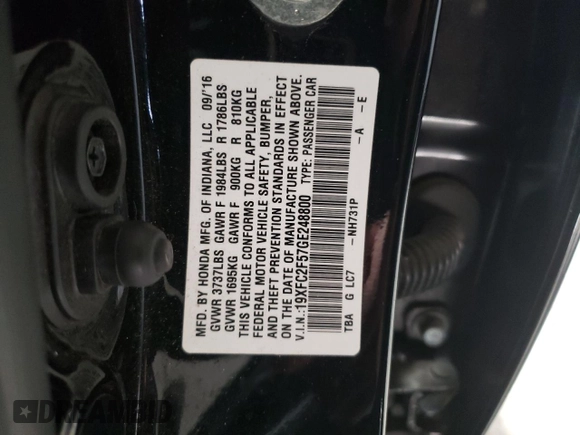 MFD. BY HONDA MFG. OF INDIANA, LLC 09/'16
GVWR 3737LBS GAWR F 1984LBS R 1786LBS
GVWR 1695KG GAWR F 900KG R 810KG
THIS VEHICLE CONFORMS TO ALL APPLICABLE
FEDERAL MOTOR VEHICLE SAFETY, BUMPER,
AND THEFT PREVENTION STANDARDS IN EFFECT
ON THE DATE OF MANUFACTURE SHOWN ABOVE.
V.I.N.:19XFC2F57GE248800 TYPE: PASSENGER CAR
TBA G LC7 -NH731P -A -E
DREAMBID